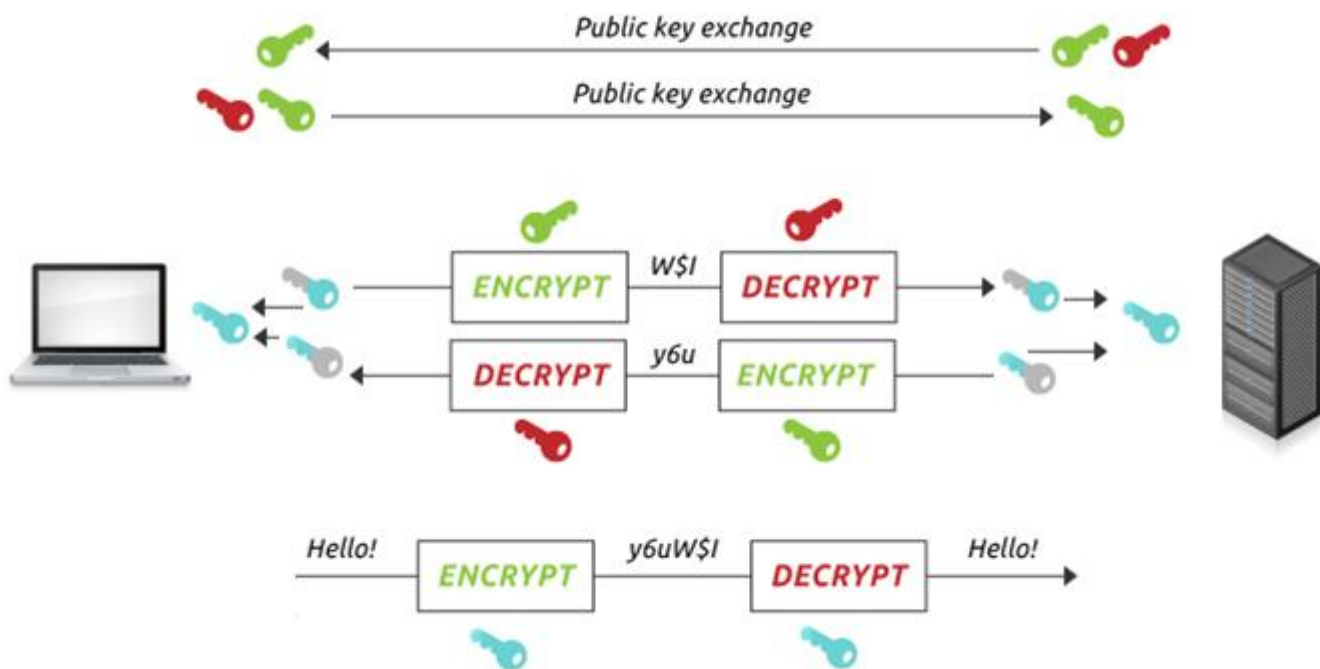 Public key exchange
Public key exchange
ENCRYPT W$I DECRYPT
DECRYPT y6u ENCRYPT
Hello! ENCRYPT y6uW$I DECRYPT Hello!